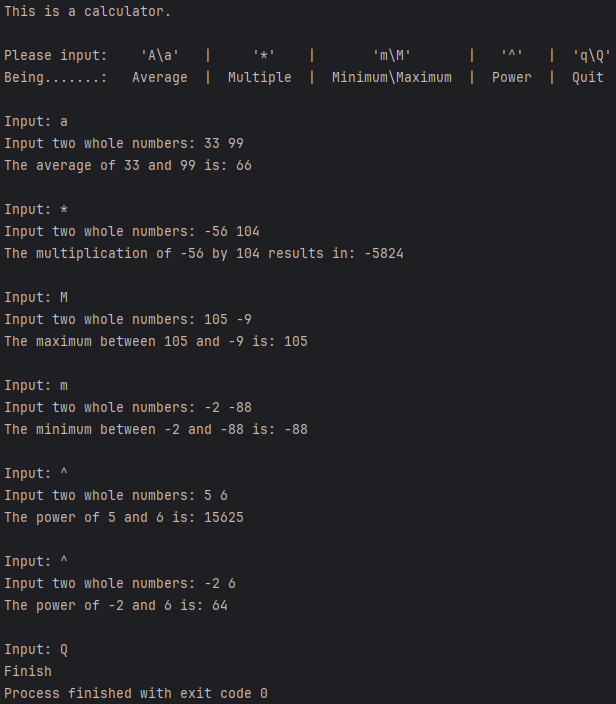 This is a calculator.
Please input:    'A\a'   |     '*'    |       'm\M'       |   '^'   |  'q\Q'
Being.......:   Average  |  Multiple  |  Minimum\Maximum  |  Power  |  Quit
Input: a
Input two whole numbers: 33 99
The average of 33 and 99 is: 66
Input: *
Input two whole numbers: -56 104
The multiplication of -56 by 104 results in: -5824
Input: M
Input two whole numbers: 105 -9
The maximum between 105 and -9 is: 105
Input: m
Input two whole numbers: -2 -88
The minimum between -2 and -88 is: -88
Input: ^
Input two whole numbers: 5 6
The power of 5 and 6 is: 15625
Input: ^
Input two whole numbers: -2 6
The power of -2 and 6 is: 64
Input: Q
Finish
Process finished with exit code 0